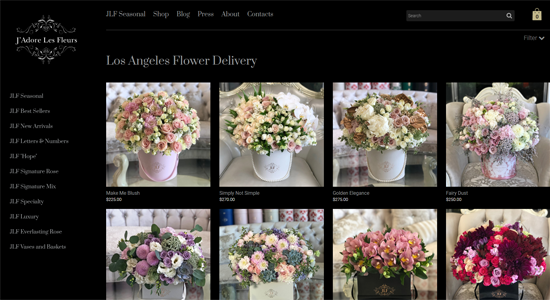 J'Adore Les Fleurs
JLF Seasonal Shop Blog Press About Contacts
Search
0
Filter
Los Angeles Flower Delivery
JLF Seasonal
JLF Best Sellers
JLF New Arrivals
JLF Letters & Numbers
JLF 'Hope'
JLF Signature Rose
JLF Signature Mix
JLF Specialty
JLF Luxury
JLF Everlasting Rose
JLF Vases and Baskets
Make Me Blush
$225.00
Simply Not Simple
$270.00
Golden Elegance
$275.00
Fairy Dust
$250.00